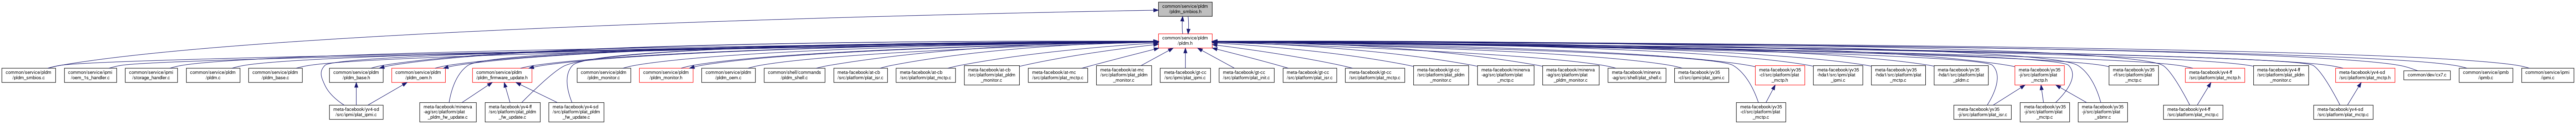 common/service/pldm
/pldm_smbios.h
common/service/pldm
/pldm.h
common/service/pldm
/pldm_smbios.c
common/service/ipmi
/oem_1s_handler.c
common/service/ipmi
/storage_handler.c
common/service/pldm
/pldm.c
common/service/pldm
/pldm_base.c
common/service/pldm
/pldm_base.h
common/service/pldm
/pldm_oem.h
common/service/pldm
/pldm_firmware_update.h
common/service/pldm
/pldm_monitor.c
common/service/pldm
/pldm_monitor.h
common/service/pldm
/pldm_oem.c
common/shell/commands
/pldm_shell.c
meta-facebook/at-cb
/src/platform/plat_isr.c
meta-facebook/at-cb
/src/platform/plat_mctp.c
meta-facebook/at-cb
/src/platform/plat_pldm
_monitor.c
meta-facebook/at-mc
/src/platform/plat_mctp.c
meta-facebook/at-mc
/src/platform/plat_pldm
_monitor.c
meta-facebook/gt-cc
/src/ipmi/plat_ipmi.c
meta-facebook/gt-cc
/src/platform/plat_init.c
meta-facebook/gt-cc
/src/platform/plat_isr.c
meta-facebook/gt-cc
/src/platform/plat_mctp.c
meta-facebook/gt-cc
/src/platform/plat_pldm
_monitor.c
meta-facebook/minerva
-ag/src/platform/plat
_mctp.c
meta-facebook/minerva
-ag/src/platform/plat
_pldm_monitor.c
meta-facebook/minerva
-ag/src/shell/plat_shell.c
meta-facebook/yv35
-cl/src/ipmi/plat_ipmi.c
meta-facebook/yv35
-cl/src/platform/plat
_mctp.h
meta-facebook/yv35
-hda1/src/ipmi/plat
_ipmi.c
meta-facebook/yv35
-hda1/src/platform/plat
_mctp.c
meta-facebook/yv35
-hda1/src/platform/plat
_pldm.c
meta-facebook/yv35
-jl/src/platform/plat
_mctp.h
meta-facebook/yv35
-rf/src/platform/plat
_mctp.c
meta-facebook/yv4-ff
/src/platform/plat_mctp.h
meta-facebook/yv4-ff
/src/platform/plat_pldm
_monitor.c
meta-facebook/yv4-sd
/src/platform/plat_mctp.h
common/dev/cx7.c
common/service/ipmb
/ipmb.c
common/service/ipmi
/ipmi.c
meta-facebook/yv4-sd
/src/ipmi/plat_ipmi.c
meta-facebook/minerva
-ag/src/platform/plat
_pldm_fw_update.c
meta-facebook/yv4-ff
/src/platform/plat_pldm
_fw_update.c
meta-facebook/yv4-sd
/src/platform/plat_pldm
_fw_update.c
meta-facebook/yv35
-cl/src/platform/plat
_mctp.c
meta-facebook/yv35
-jl/src/platform/plat_isr.c
meta-facebook/yv35
-jl/src/platform/plat
_mctp.c
meta-facebook/yv35
-jl/src/platform/plat
_sbmr.c
meta-facebook/yv4-ff
/src/platform/plat_mctp.c
meta-facebook/yv4-sd
/src/platform/plat_mctp.c